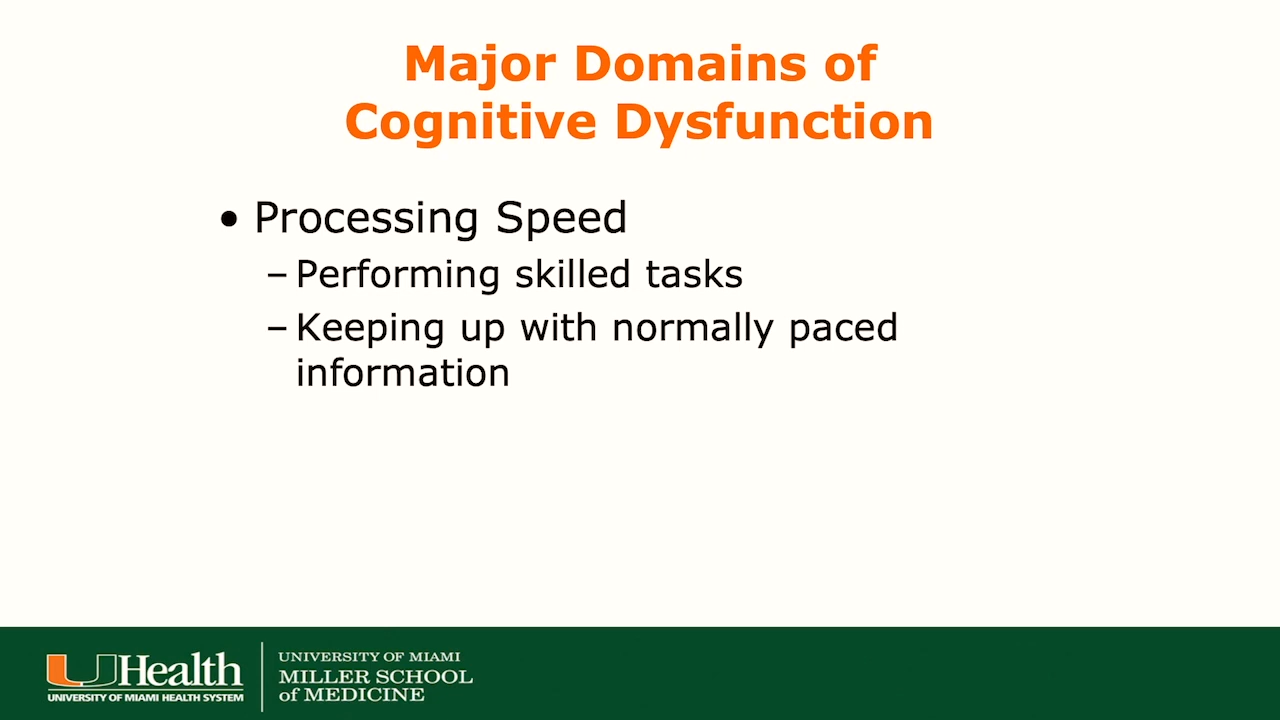 Major Domains of
Cognitive Dysfunction
• Processing Speed
– Performing skilled tasks
– Keeping up with normally paced
information
UHealth
UNIVERSITY OF MIAMI HEALTH SYSTEM
UNIVERSITY OF MIAMI
MILLER SCHOOL
of MEDICINE